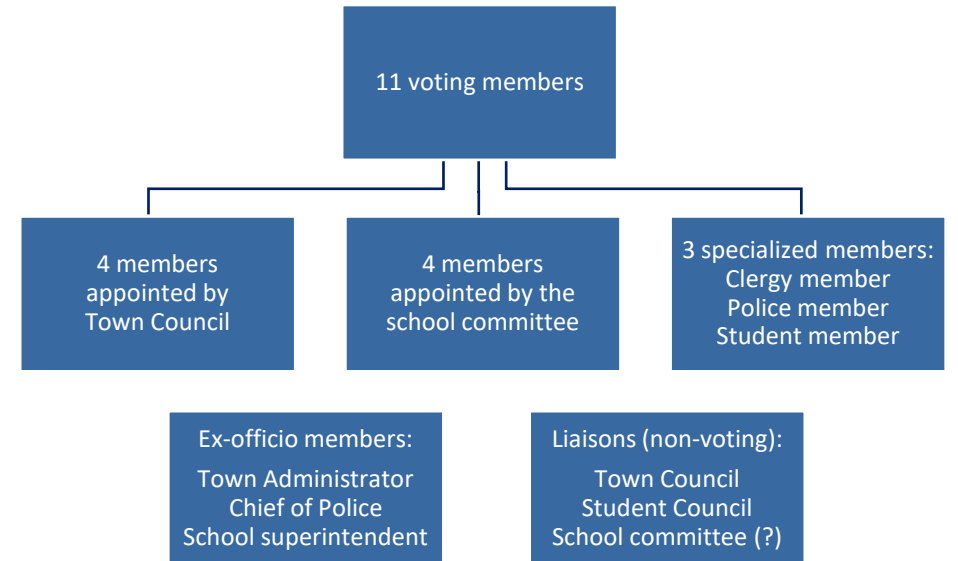 11 voting members
4 members
appointed by
Town Council
4 members
appointed by the
school committee
3 specialized members:
Clergy member
Police member
Student member
Ex-officio members:
Town Administrator
Chief of Police
School superintendent
Liaisons (non-voting):
Town Council
Student Council
School committee (?)